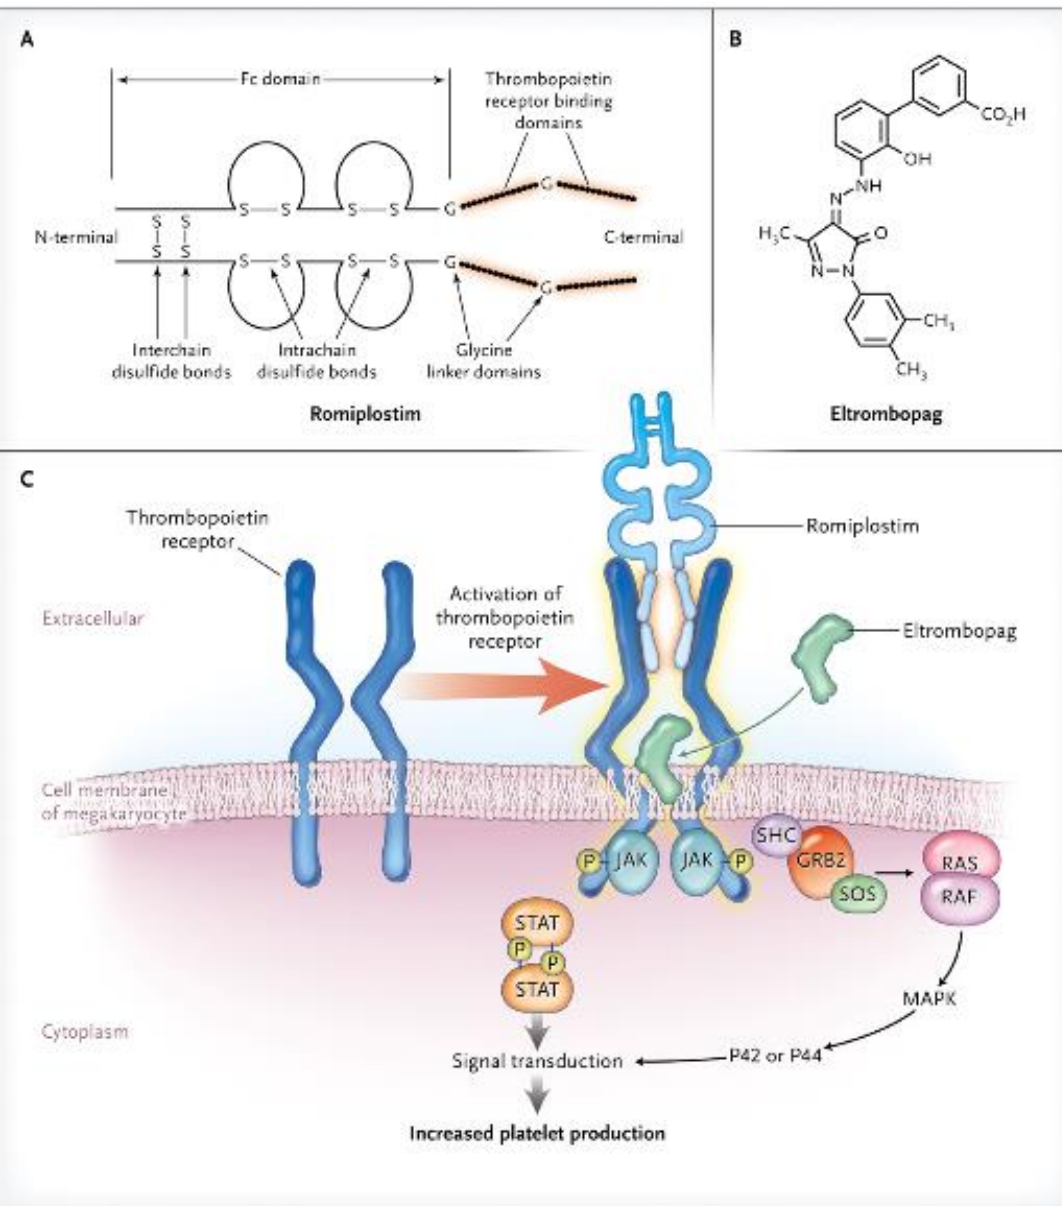 A
Fc domain
Thrombopoietin
receptor binding
domains
S S S S G G
N-terminal
S S
S S
C-terminal
S S S S G G
Interchain
disulfide bonds
Intrachain
disulfide bonds
Glycine
linker domains
Romiplostim
B
CO₂H
OH
NH
N
H₃C
O
N
N
CH₃
CH₃
Eltrombopag
C
Thrombopoietin
receptor
Romiplostim
Activation of
thrombopoietin
receptor
Extracellular
Eltrombopag
Cell membrane
of megakaryocyte
P JAK JAK P
SHC
GRB2
SOS
RAS
RAF
STAT
P
P
STAT
MAPK
Cytoplasm
Signal transduction
P42 or P44
Increased platelet production